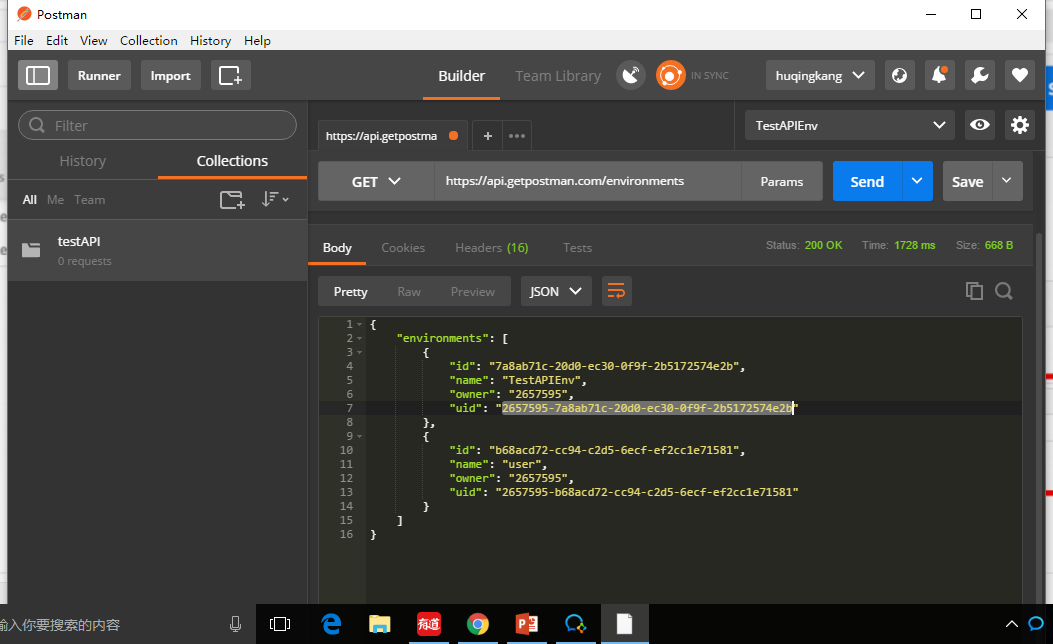 Postman
File Edit View Collection History Help
Runner Import Builder Team Library IN SYNC huqingkang
Filter https://api.getpostma + ••• TestAPIEnv
History Collections
GET https://api.getpostman.com/environments Params Send Save
All Me Team
testAPI
0 requests
Body Cookies Headers (16) Tests Status: 200 OK Time: 1728 ms Size: 668 B
Pretty Raw Preview JSON
1 {
2 "environments": [
3 {
4 "id": "7a8ab71c-20d0-ec30-0f9f-2b5172574e2b",
5 "name": "TestAPIEnv",
6 "owner": "2657595",
7 "uid": "2657595-7a8ab71c-20d0-ec30-0f9f-2b5172574e2b"
8 },
9 {
10 "id": "b68acd72-cc94-c2d5-6ecf-ef2cc1e71581",
11 "name": "user",
12 "owner": "2657595",
13 "uid": "2657595-b68acd72-cc94-c2d5-6ecf-ef2cc1e71581"
14 }
15 ]
16 }
输入你要搜索的内容 有道